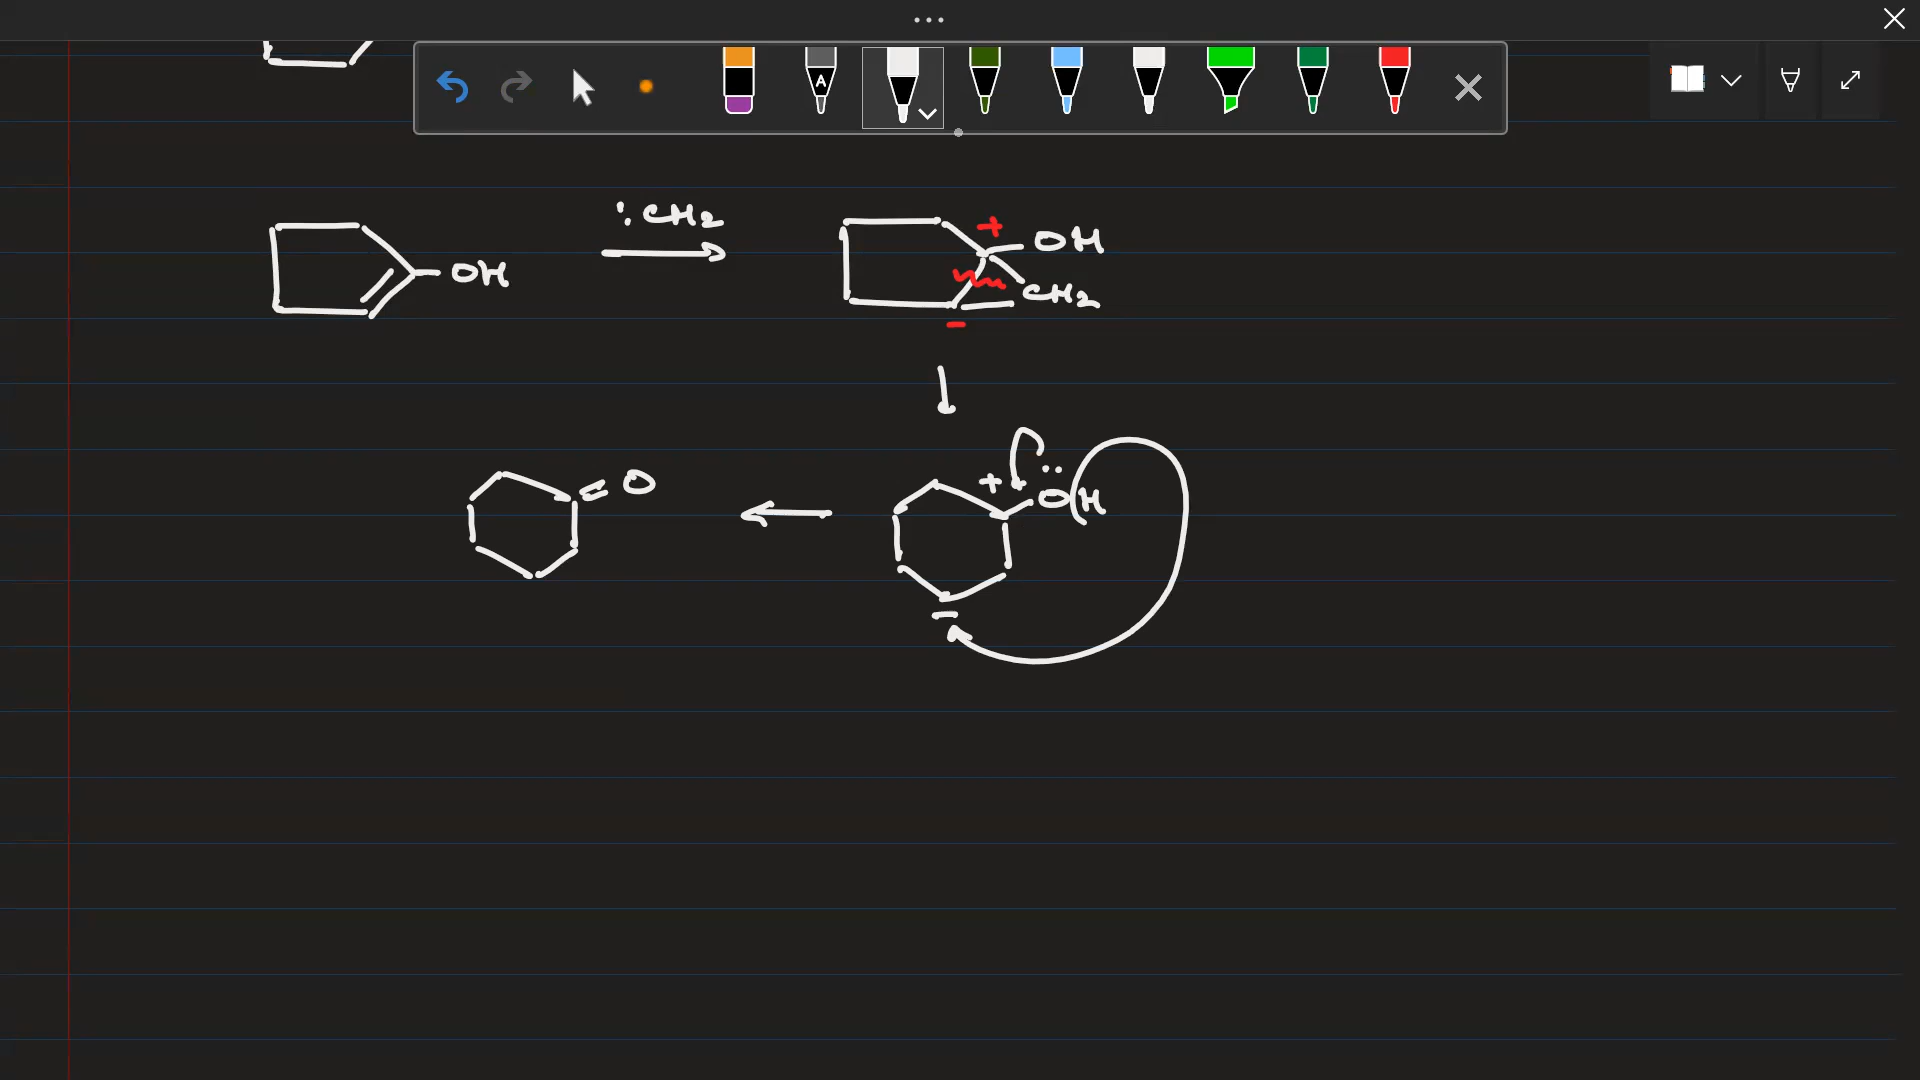 :CH2
OH
+
OH
CH2
-
+
:
OH
=O
-
A